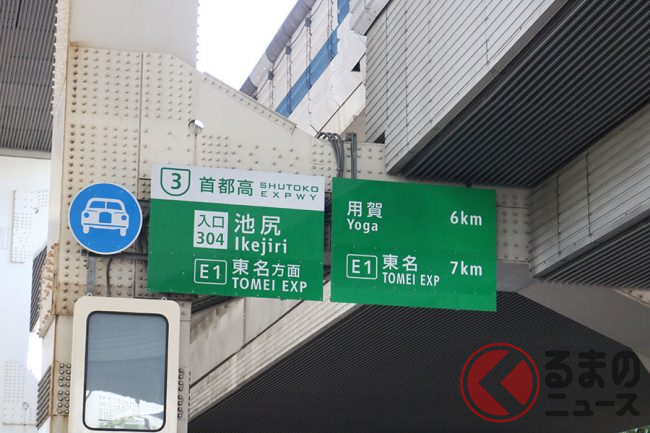 3 首都高 SHUTOKO
EXPWY
入口
304
池尻
Ikejiri
E1 東名方面
TOMEI EXP
用賀 6km
Yoga
E1 東名 7km
TOMEI EXP
くるまの
ニュース